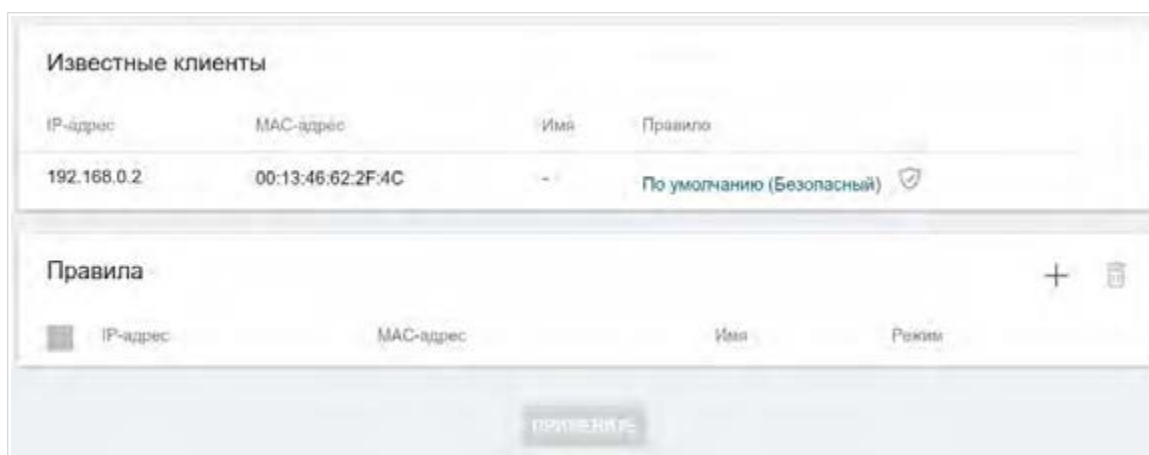 Известные клиенты
IP-адрес MAC-адрес Имя Правило
192.168.0.2 00:13:46:62:2F:4C - По умолчанию (Безопасный)
Правила
IP-адрес MAC-адрес Имя Режим
ПРИМЕНИТЬ